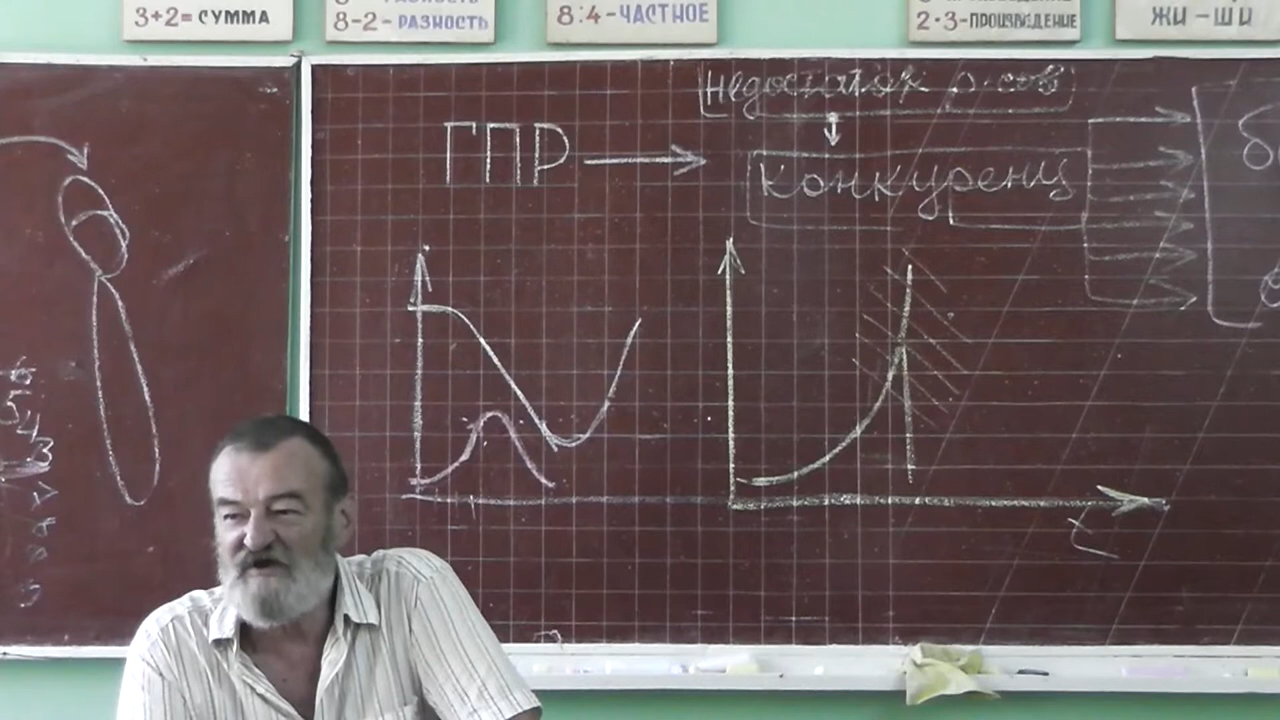 3+2= СУММА
8-2- РАЗНОСТЬ
8:4-ЧАСТНОЕ
2·3-ПРОИЗВЕДЕНИЕ
ЖИ-ШИ
Недостаток р-сов
ГПР
Конкуренц
t